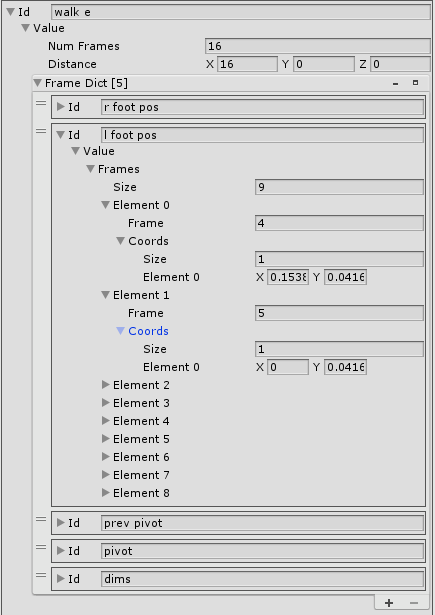 Id walk e
Value
Num Frames 16
Distance X 16 Y 0 Z 0
Frame Dict [5]
Id r foot pos
Id l foot pos
Value
Frames
Size 9
Element 0
Frame 4
Coords
Size 1
Element 0 X 0.1538 Y 0.0416
Element 1
Frame 5
Coords
Size 1
Element 0 X 0 Y 0.0416
Element 2
Element 3
Element 4
Element 5
Element 6
Element 7
Element 8
Id prev pivot
Id pivot
Id dims